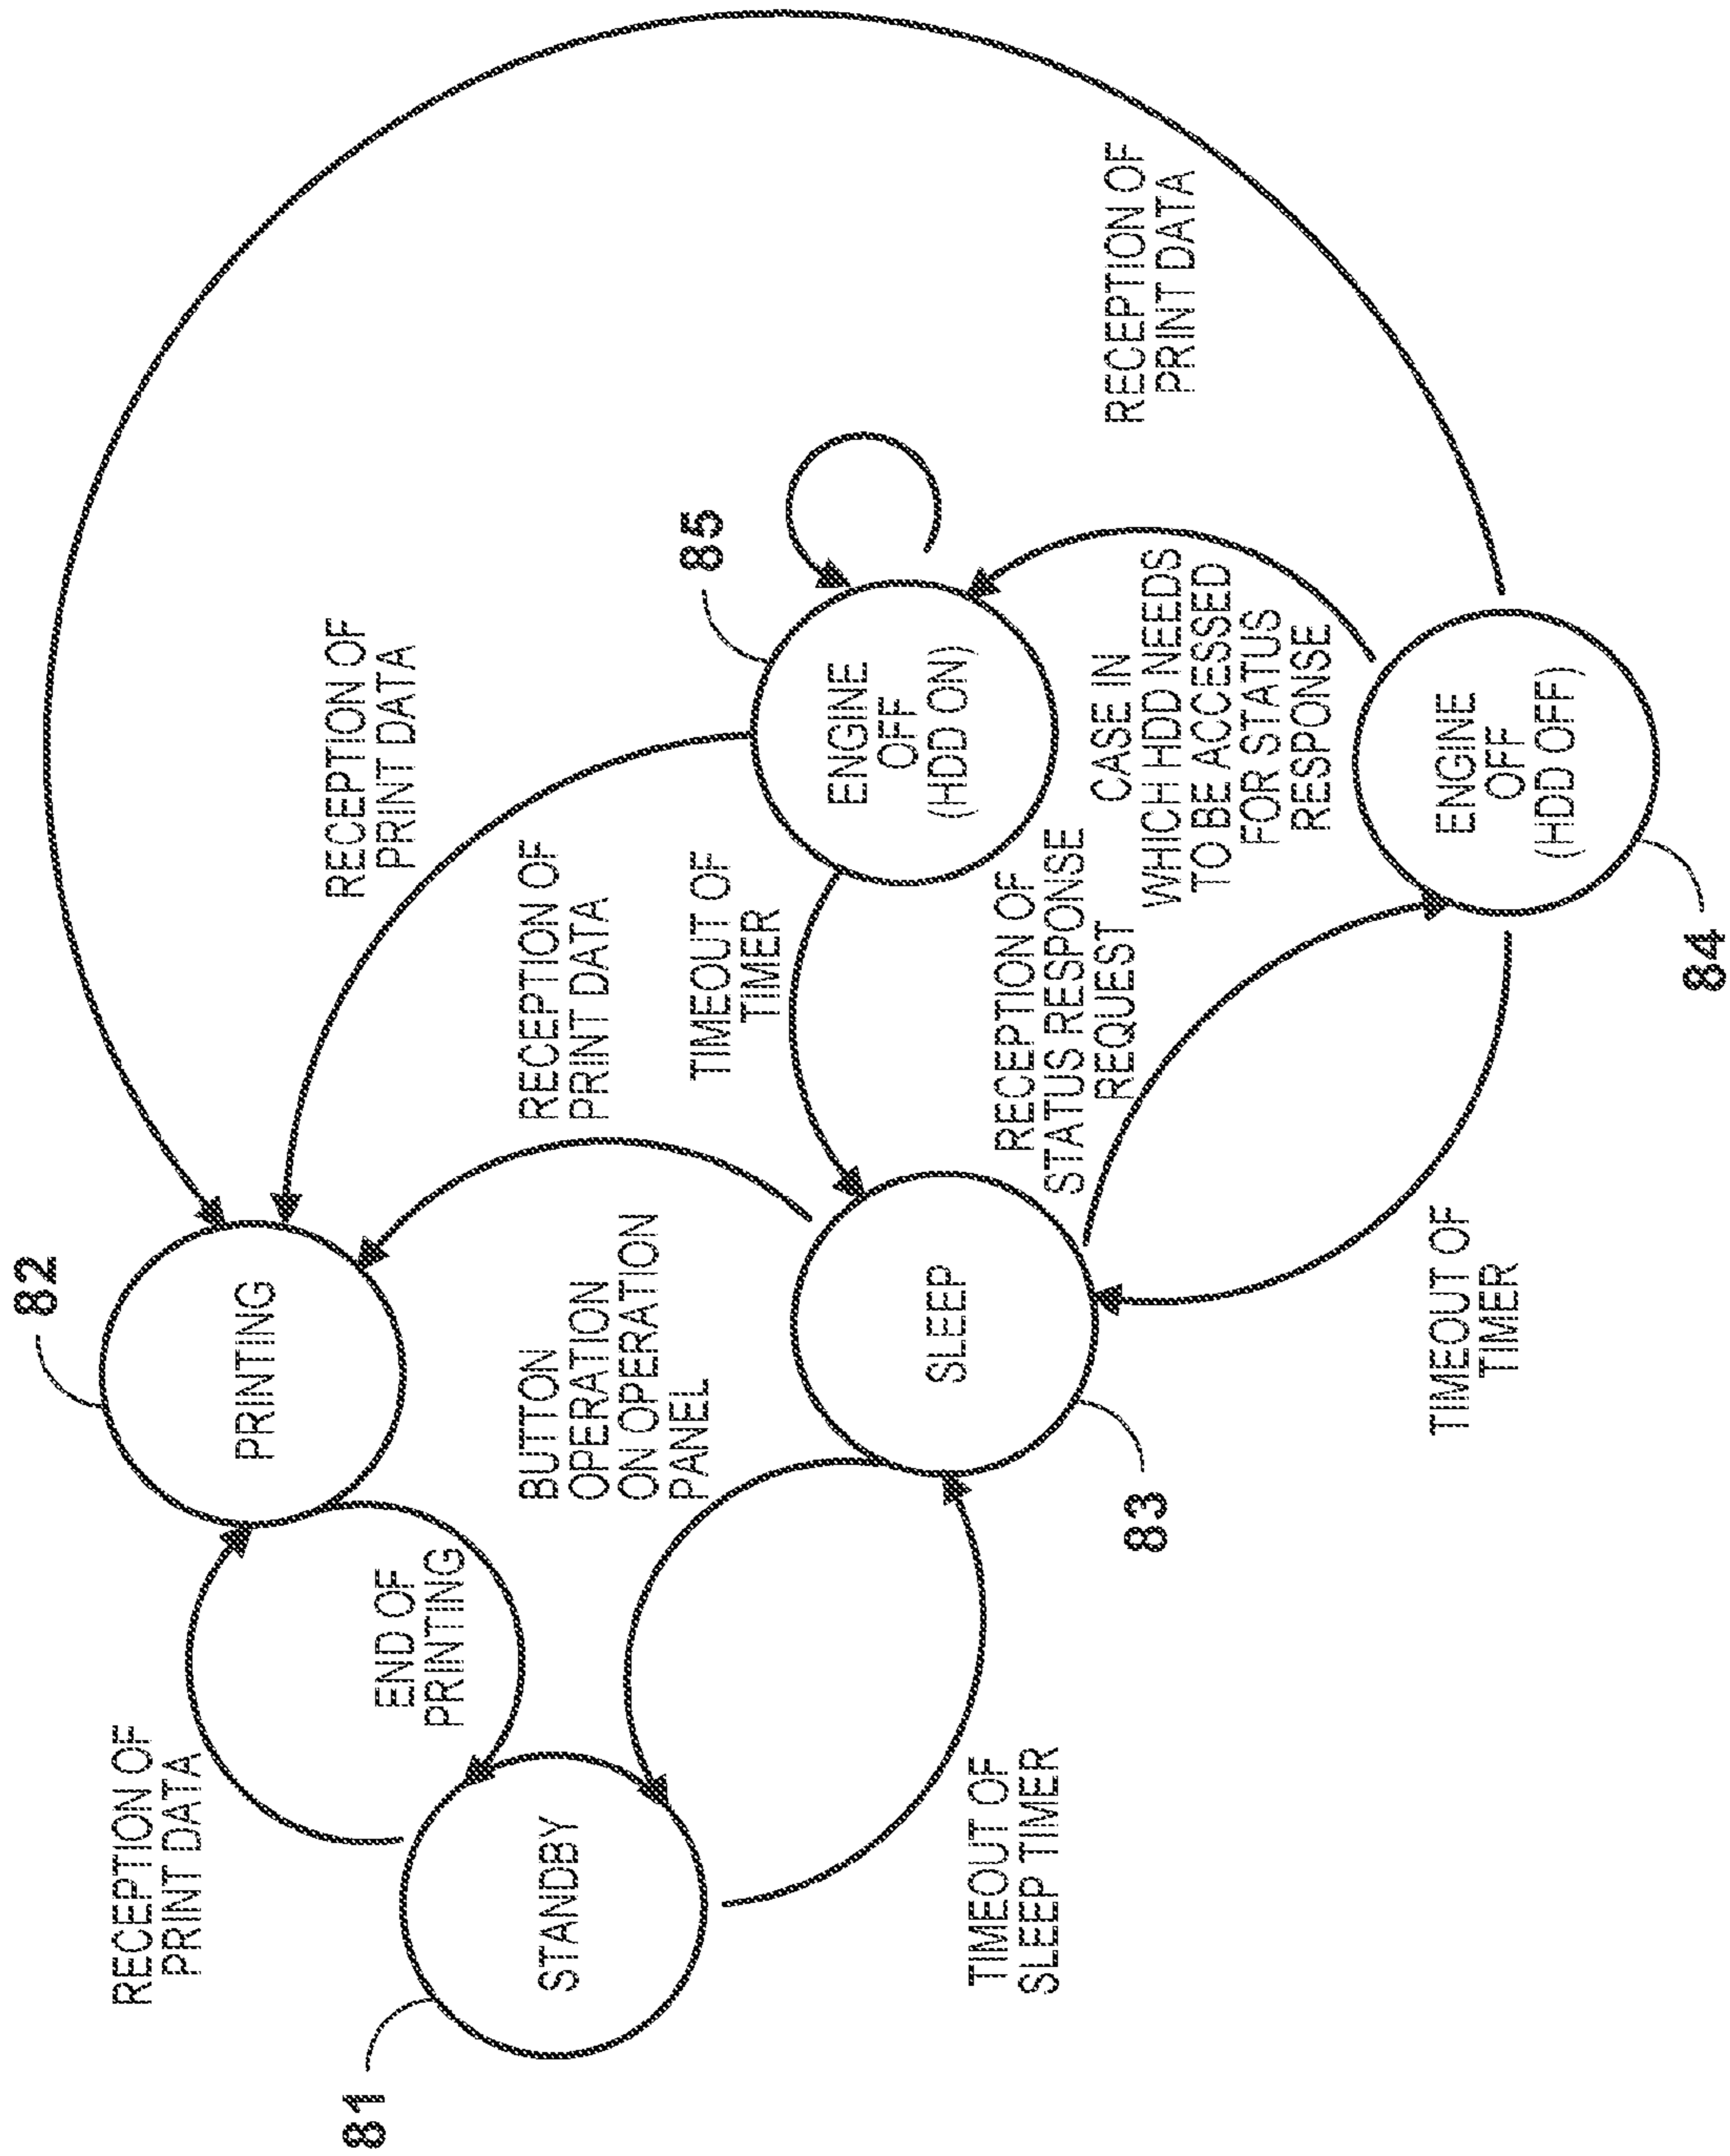 81
STANDBY
RECEPTION OF
PRINT DATA
END OF
PRINTING
82
PRINTING
BUTTON
OPERATION
ON OPERATION
PANEL
TIMEOUT OF
SLEEP TIMER
83
SLEEP
RECEPTION OF
PRINT DATA
RECEPTION OF
PRINT DATA
TIMEOUT OF
TIMER
RECEPTION OF
STATUS RESPONSE
REQUEST
TIMEOUT OF
TIMER
85
ENGINE
OFF
(HDD ON)
CASE IN
WHICH HDD NEEDS
TO BE ACCESSED
FOR STATUS
RESPONSE
84
ENGINE
OFF
(HDD OFF)
RECEPTION OF
PRINT DATA